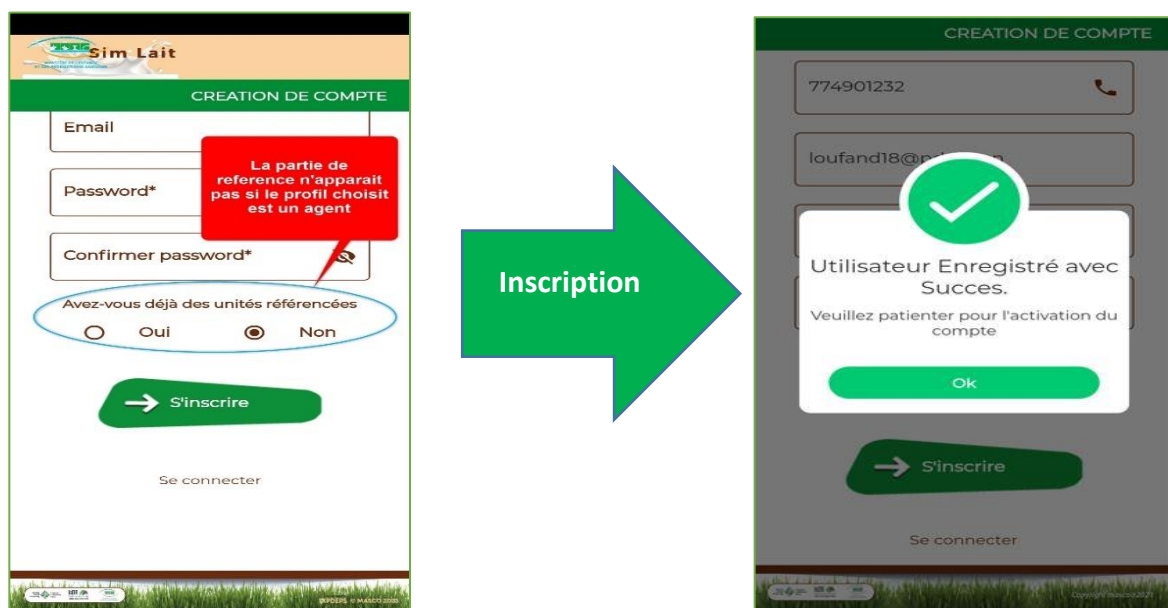 Sim Lait
CREATION DE COMPTE
Email
Password*
Confirmer password*
La partie de
reference n'apparait
pas si le profil choisit
est un agent
Avez-vous déjà des unités référencées
Oui
Non
S'inscrire
Se connecter
Inscription
CREATION DE COMPTE
774901232
Utilisateur Enregistré avec
Succes.
Veuillez patienter pour l'activation du
compte
Ok
S'inscrire
Se connecter